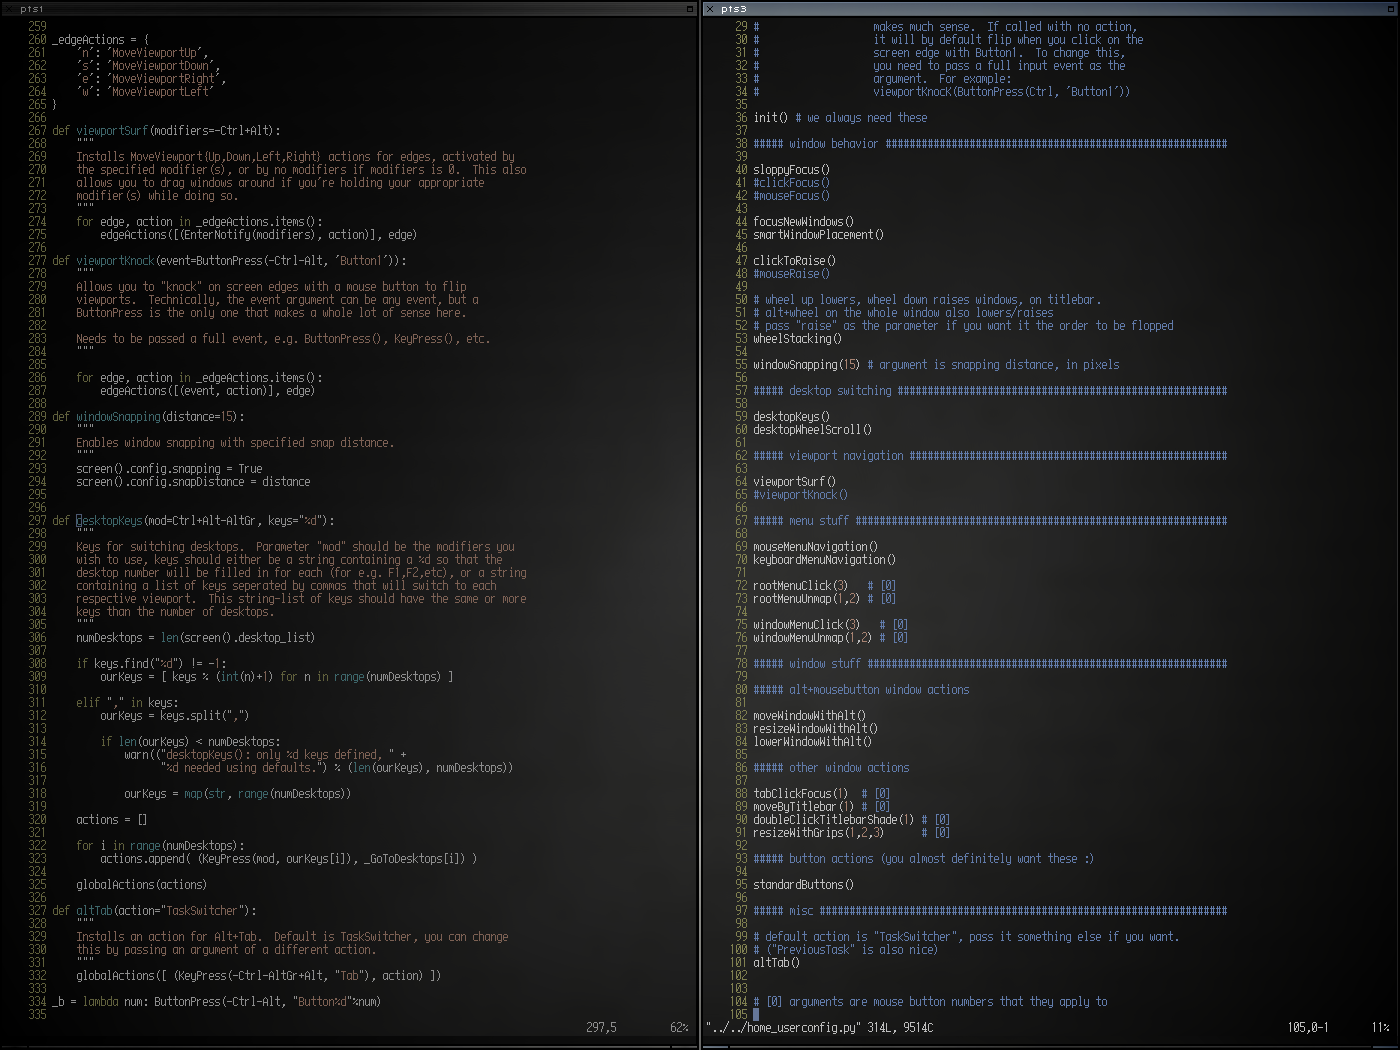 pts1
259
260 _edgeActions = {
261     'n': 'MoveViewportUp',
262     's': 'MoveViewportDown',
263     'e': 'MoveViewportRight',
264     'w': 'MoveViewportLeft'
265 }
266
267 def viewportSurf(modifiers=-Ctrl+Alt):
268     """
269     Installs MoveViewport{Up,Down,Left,Right} actions for edges, activated by
270     the specified modifier(s), or by no modifiers if modifiers is 0.  This also
271     allows you to drag windows around if you're holding your appropriate
272     modifier(s) while doing so.
273     """
274     for edge, action in _edgeActions.items():
275         edgeActions([(EnterNotify(modifiers), action)], edge)
276
277 def viewportKnock(event=ButtonPress(-Ctrl-Alt, 'Button1')):
278     """
279     Allows you to "knock" on screen edges with a mouse button to flip
280     viewports.  Technically, the event argument can be any event, but a
281     ButtonPress is the only one that makes a whole lot of sense here.
282
283     Needs to be passed a full event, e.g. ButtonPress(), KeyPress(), etc.
284     """
285
286     for edge, action in _edgeActions.items():
287         edgeActions([(event, action)], edge)
288
289 def windowSnapping(distance=15):
290     """
291     Enables window snapping with specified snap distance.
292     """
293     screen().config.snapping = True
294     screen().config.snapDistance = distance
295
296
297 def desktopKeys(mod=Ctrl+Alt-AltGr, keys="%d"):
298     """
299     Keys for switching desktops.  Parameter "mod" should be the modifiers you
300     wish to use, keys should either be a string containing a %d so that the
301     desktop number will be filled in for each (for e.g. F1,F2,etc), or a string
302     containing a list of keys seperated by commas that will switch to each
303     respective viewport.  This string-list of keys should have the same or more
304     keys than the number of desktops.
305     """
306     numDesktops = len(screen().desktop_list)
307
308     if keys.find("%d") != -1:
309         ourKeys = [ keys % (int(n)+1) for n in range(numDesktops) ]
310
311     elif "," in keys:
312         ourKeys = keys.split(",")
313
314         if len(ourKeys) < numDesktops:
315             warn(("desktopKeys(): only %d keys defined, " +
316                   "%d needed using defaults.") % (len(ourKeys), numDesktops))
317
318             ourKeys = map(str, range(numDesktops))
319
320     actions = []
321
322     for i in range(numDesktops):
323         actions.append( (KeyPress(mod, ourKeys[i]), _GoToDesktops[i]) )
324
325     globalActions(actions)
326
327 def altTab(action="TaskSwitcher"):
328     """
329     Installs an action for Alt+Tab.  Default is TaskSwitcher, you can change
330     this by passing an argument of a different action.
331     """
332     globalActions([ (KeyPress(-Ctrl-AltGr+Alt, "Tab"), action) ])
333
334 _b = lambda num: ButtonPress(-Ctrl-Alt, "Button%d"%num)
335
297,5 62%
pts3
29 #                   makes much sense.  If called with no action,
30 #                   it will by default flip when you click on the
31 #                   screen edge with Button1.  To change this,
32 #                   you need to pass a full input event as the
33 #                   argument.  For example:
34 #                   viewportKnocK(ButtonPress(Ctrl, 'Button1'))
35
36 init() # we always need these
37
38 ##### window behavior #########################################################
39
40 sloppyFocus()
41 #clickFocus()
42 #mouseFocus()
43
44 focusNewWindows()
45 smartWindowPlacement()
46
47 clickToRaise()
48 #mouseRaise()
49
50 # wheel up lowers, wheel down raises windows, on titlebar.
51 # alt+wheel on the whole window also lowers/raises
52 # pass "raise" as the parameter if you want it the order to be flopped
53 wheelStacking()
54
55 windowSnapping(15) # argument is snapping distance, in pixels
56
57 ##### desktop switching #######################################################
58
59 desktopKeys()
60 desktopWheelScroll()
61
62 ##### viewport navigation #####################################################
63
64 viewportSurf()
65 #viewportKnock()
66
67 ##### menu stuff ##############################################################
68
69 mouseMenuNavigation()
70 keyboardMenuNavigation()
71
72 rootMenuClick(3)   # [0]
73 rootMenuUnmap(1,2) # [0]
74
75 windowMenuClick(3)   # [0]
76 windowMenuUnmap(1,2) # [0]
77
78 ##### window stuff ############################################################
79
80 ##### alt+mousebutton window actions
81
82 moveWindowWithAlt()
83 resizeWindowWithAlt()
84 lowerWindowWithAlt()
85
86 ##### other window actions
87
88 tabClickFocus(1)  # [0]
89 moveByTitlebar(1) # [0]
90 doubleClickTitlebarShade(1) # [0]
91 resizeWithGrips(1,2,3)      # [0]
92
93 ##### button actions (you almost definitely want these :)
94
95 standardButtons()
96
97 ##### misc ####################################################################
98
99 # default action is "TaskSwitcher", pass it something else if you want.
100 # ("PreviousTask" is also nice)
101 altTab()
102
103
104 # [0] arguments are mouse button numbers that they apply to
105
"../../home_userconfig.py" 314L, 9514C 105,0-1 11%